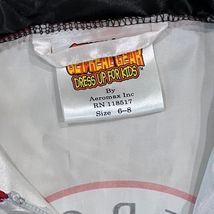 GET REAL GEAR
DRESS UP FOR KIDS
By
Aeromax Inc
RN 118517
Size 6-8